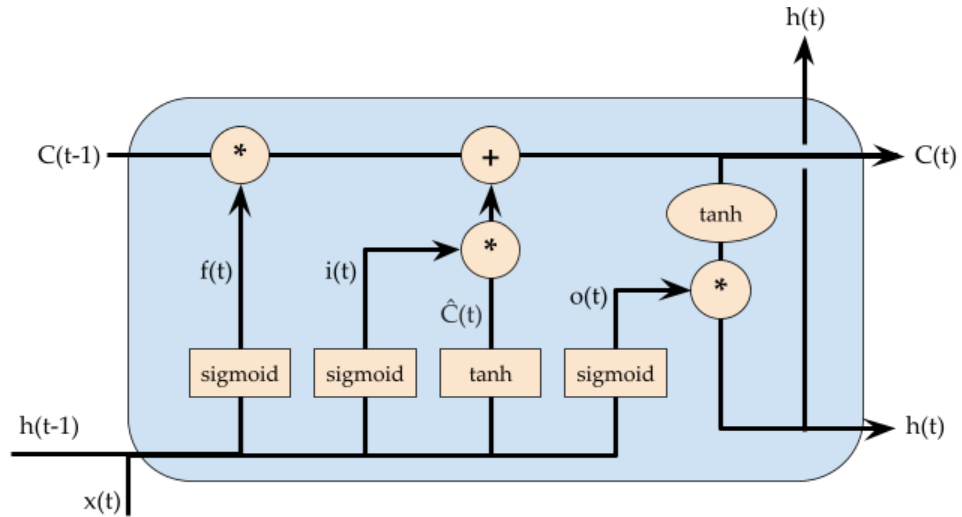 h(t)
C(t-1)
*
+
C(t)
tanh
f(t)
i(t)
*
Ĉ(t)
o(t)
*
sigmoid
sigmoid
tanh
sigmoid
h(t-1)
h(t)
x(t)